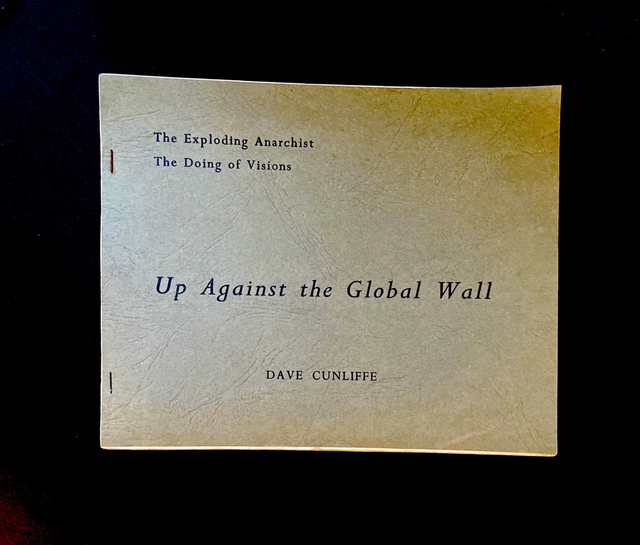 The Exploding Anarchist
The Doing of Visions
Up Against the Global Wall
DAVE CUNLIFFE